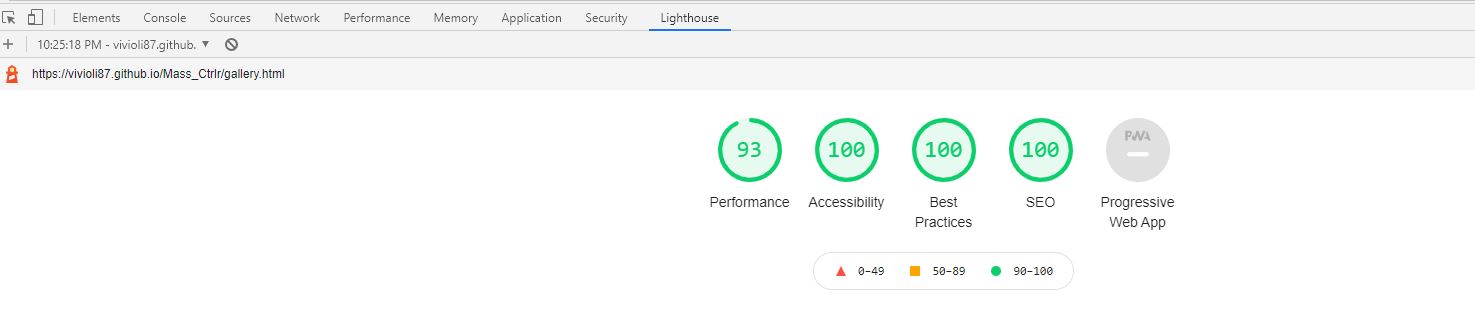 Elements Console Sources Network Performance Memory Application Security Lighthouse
10:25:18 PM - vivioli87.github.
https://vivioli87.github.io/Mass_Ctrlr/gallery.html
93 100 100 100 PWA
Performance Accessibility Best Practices SEO Progressive Web App
0–49 50–89 90–100